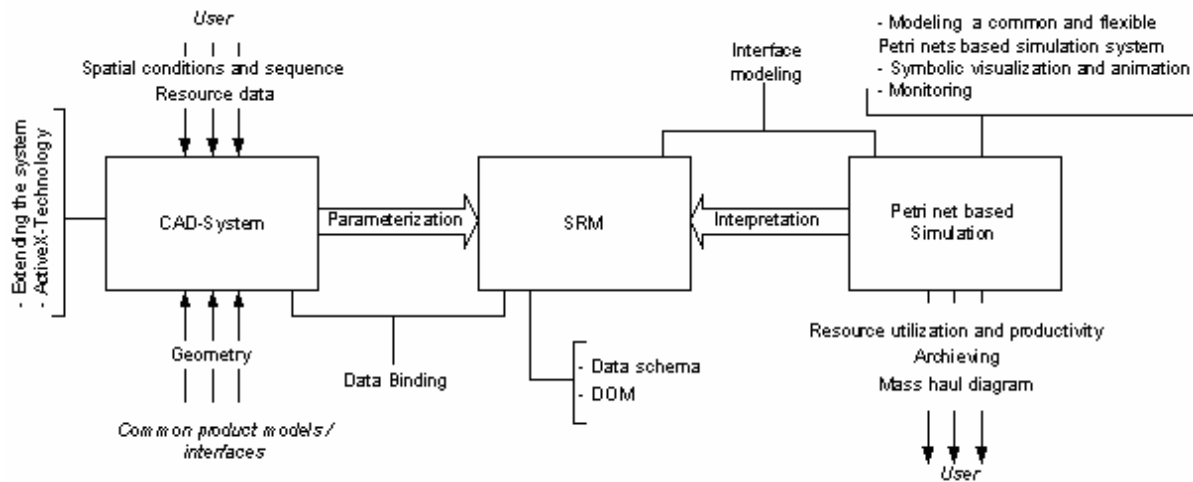 User
Spatial conditions and sequence
Resource data
- Extending the system
- ActiveX-Technology
CAD-System
Geometry
Common product models /
interfaces
Parameterization
Data Binding
SRM
- Data schema
- DOM
Interface
modeling
Interpretation
- Modeling a common and flexible
Petri nets based simulation system
- Symbolic visualization and animation
- Monitoring
Petri net based
Simulation
Resource utilization and productivity
Archieving
Mass haul diagram
User